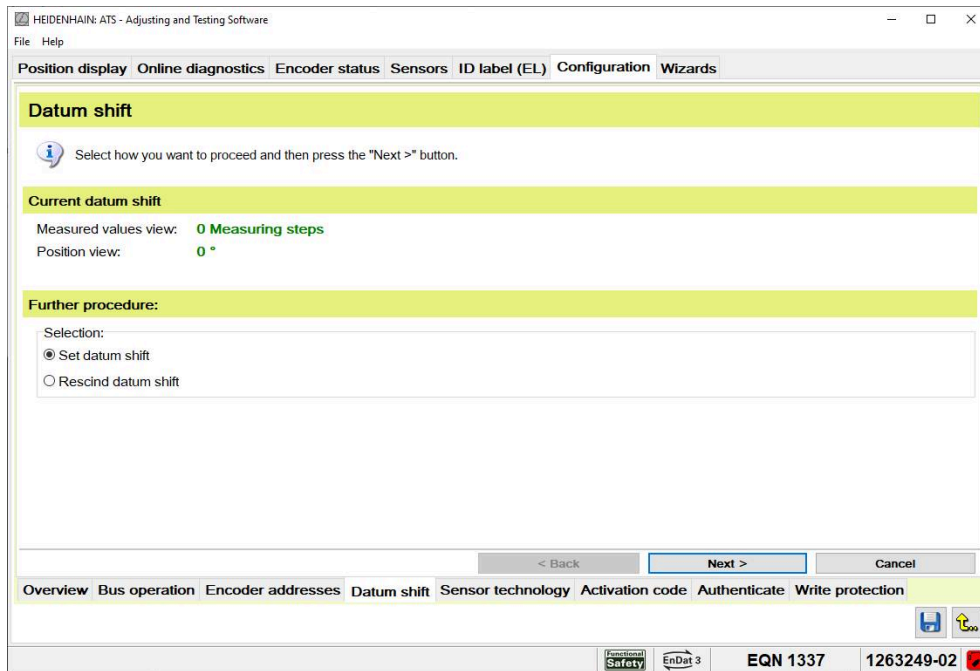 HEIDENHAIN: ATS - Adjusting and Testing Software
File Help
Position display Online diagnostics Encoder status Sensors ID label (EL) Configuration Wizards
Datum shift
Select how you want to proceed and then press the "Next >" button.
Current datum shift
Measured values view: 0 Measuring steps
Position view: 0 °
Further procedure:
Selection:
Set datum shift
Rescind datum shift
< Back Next > Cancel
Overview Bus operation Encoder addresses Datum shift Sensor technology Activation code Authenticate Write protection
Functional Safety EnDat 3 EQN 1337 1263249-02